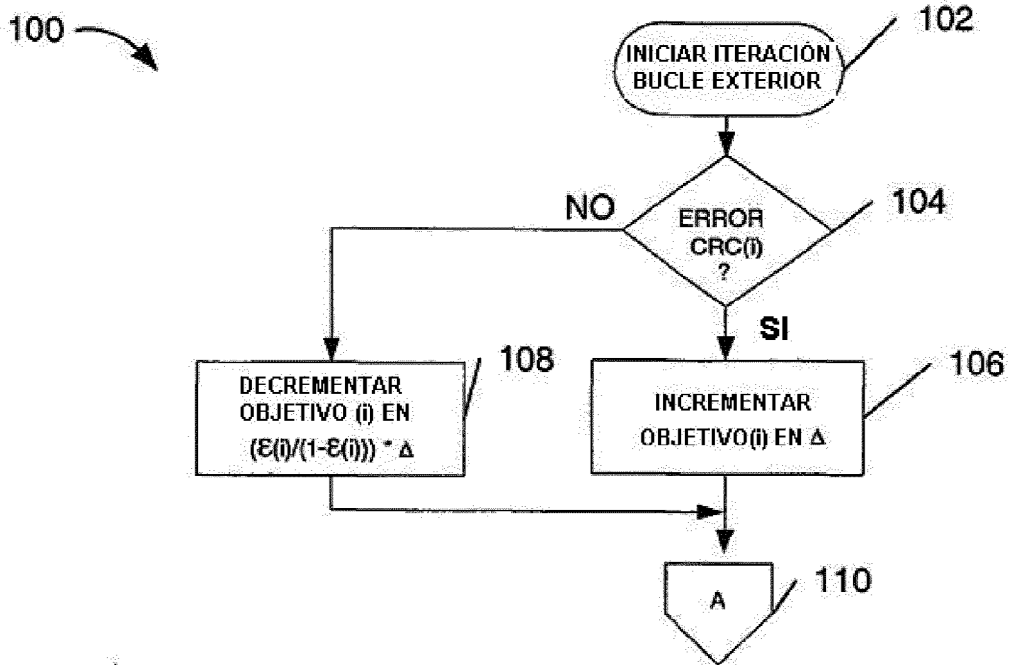 100
INICIAR ITERACIÓN
BUCLE EXTERIOR
102
ERROR
CRC(i)
?
104
NO
SI
DECREMENTAR
OBJETIVO (i) EN
(Ɛ(i)/(1-Ɛ(i))) * Δ
108
INCREMENTAR
OBJETIVO(i) EN Δ
106
A
110